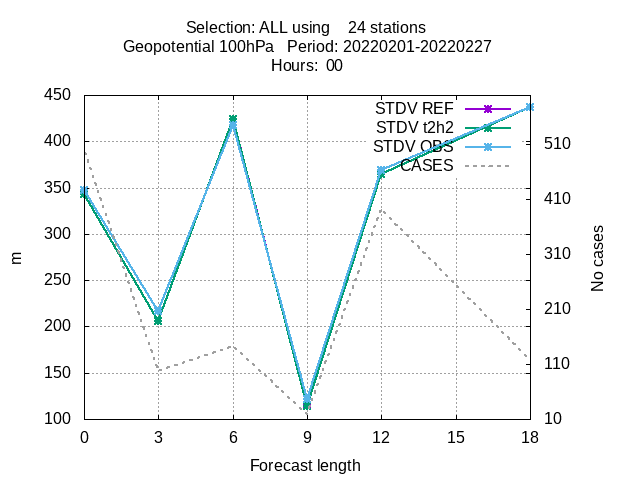 Selection: ALL using    24 stations
Geopotential 100hPa   Period: 20220201-20220227
Hours:  00
STDV REF
STDV t2h2
STDV OBS
CASES
450
400
350
300
250
200
150
100
510
410
310
210
110
10
m
No cases
0 3 6 9 12 15 18
Forecast length